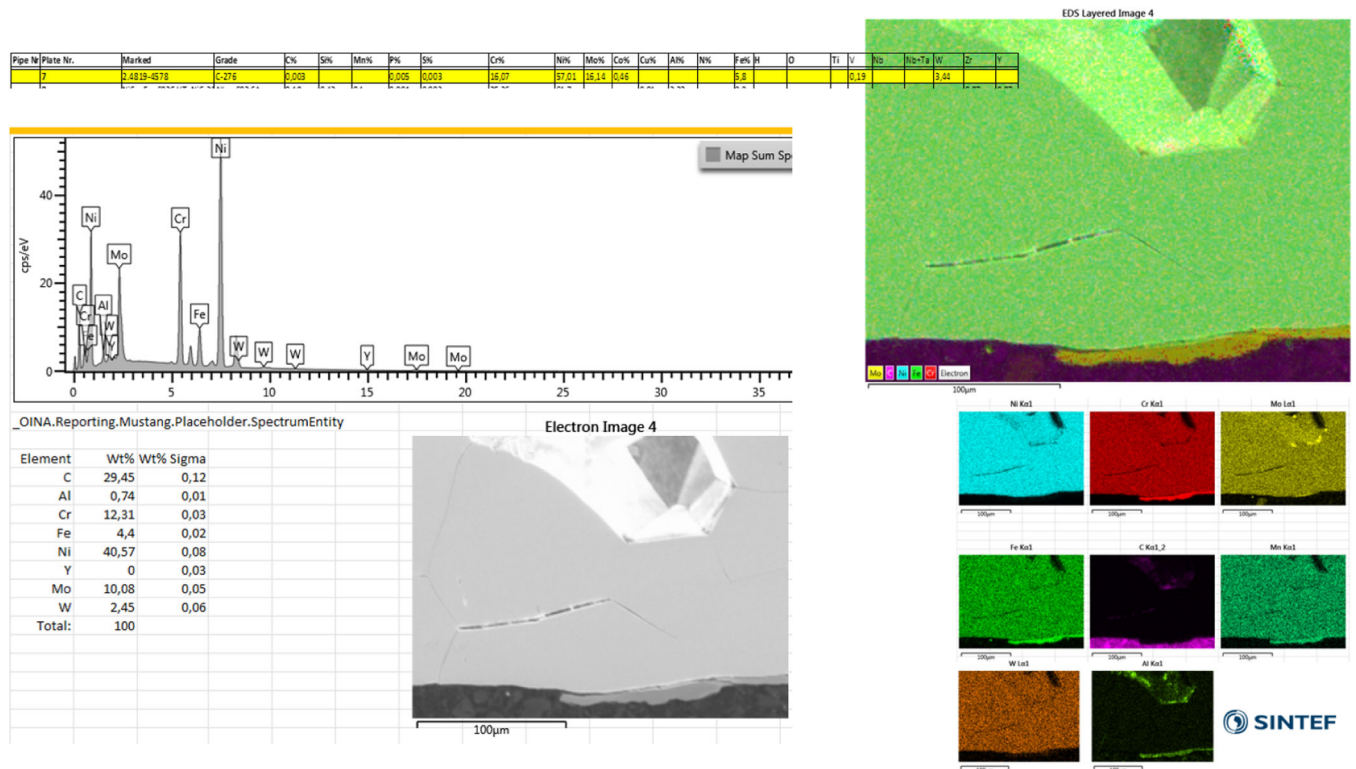 EDS Layered Image 4
Pipe Nr Plate Nr. Marked Grade C% Si% Mn% P% S% Cr% Ni% Mo% Co% Cu% Al% N% Fe% H O Ti V Nb Nb+Ta W Zr Y
7 2.4819-4578 C-276 0,003 0,005 0,003 16,07 57,01 16,14 0,46 5,8 0,19 3,44
Map Sum Sp
cps/eV
40
20
0
Ni
Ni
Cr
Mo
C
Al
Cr
W
Fe
Fe
Y
W
W
W
Y
Mo
Mo
0 5 10 15 20 25 30 35
Mo C Ni Fe Cr Electron
100µm
_OINA.Reporting.Mustang.Placeholder.SpectrumEntity
Element Wt% Wt% Sigma
C 29,45 0,12
Al 0,74 0,01
Cr 12,31 0,03
Fe 4,4 0,02
Ni 40,57 0,08
Y 0 0,03
Mo 10,08 0,05
W 2,45 0,06
Total: 100
Electron Image 4
100µm
Ni Kα1 Cr Kα1 Mo Lα1
100µm 100µm 100µm
Fe Kα1 C Kα1,2 Mn Kα1
100µm 100µm 100µm
W Lα1 Al Kα1
SINTEF